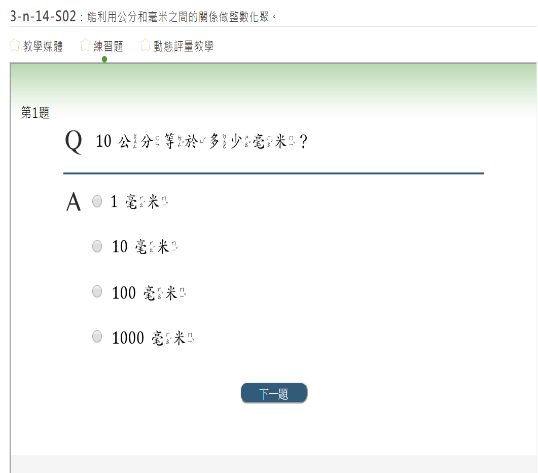 3-n-14-S02：能利用公分和毫米之間的關係做整數化聚。
教學媒體 練習題 動態評量教學
第1題
Q 10 公分等於多少毫米？
A 1 毫米
10 毫米
100 毫米
1000 毫米
下一題